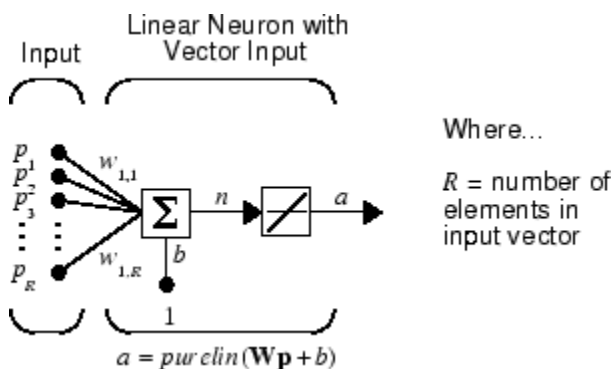 Linear Neuron with
Input Vector Input
p1
w1,1
p2
p3
Σ n a
b
pR
w1,R
1
a = purelin(Wp + b)
Where...
R = number of
elements in
input vector